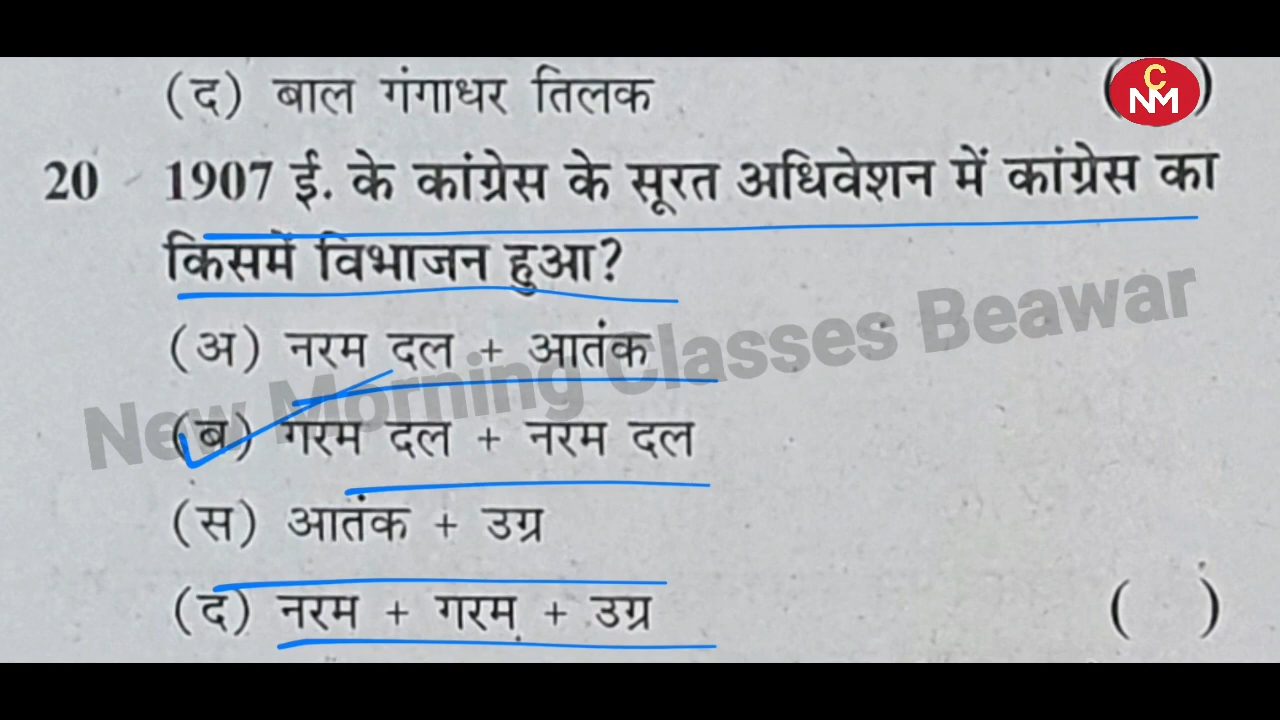 (द) बाल गंगाधर तिलक ( )
C
NM
20 1907 ई. के कांग्रेस के सूरत अधिवेशन में कांग्रेस का
किसमें विभाजन हुआ?
(अ) नरम दल + आतंक
(ब) गरम दल + नरम दल
(स) आतंक + उग्र
(द) नरम + गरम + उग्र ( )
New Morning Classes Beawar